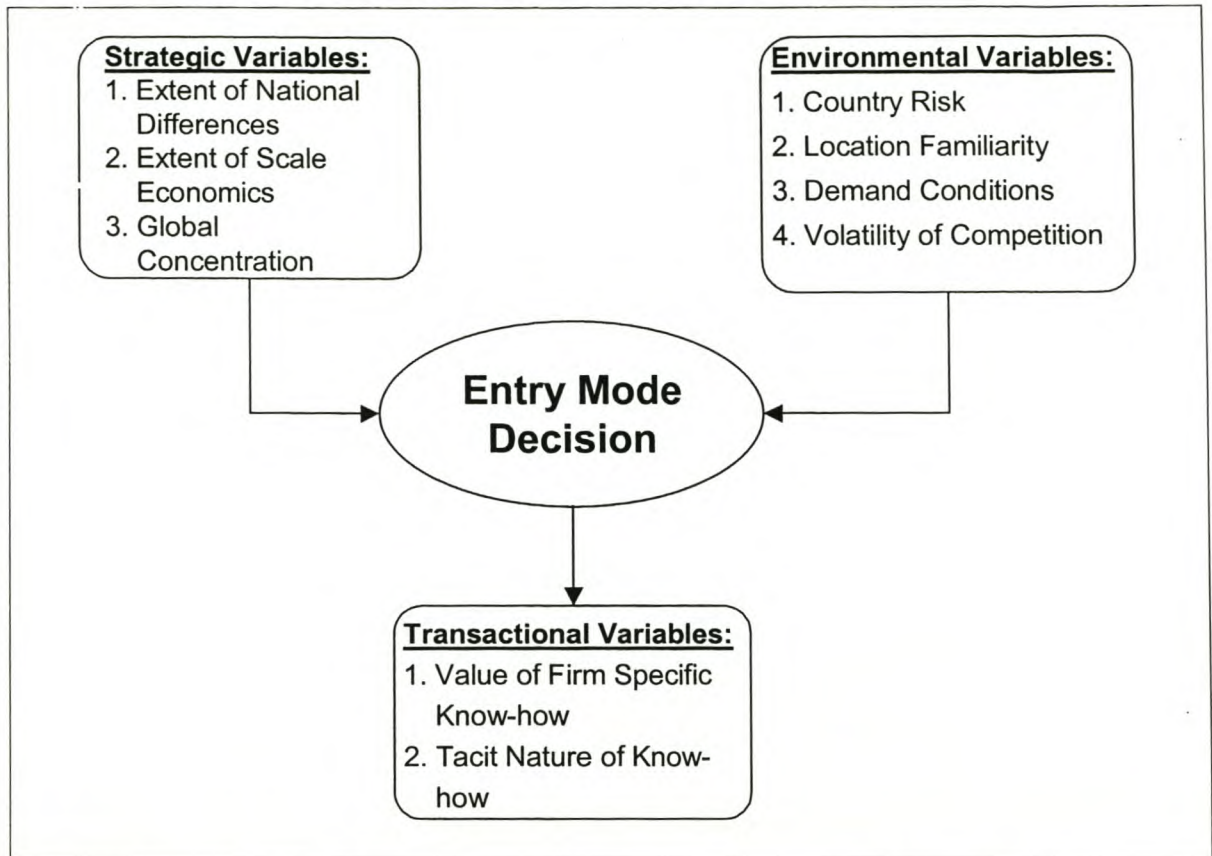 Strategic Variables:
1. Extent of National
Differences
2. Extent of Scale
Economics
3. Global
Concentration
Environmental Variables:
1. Country Risk
2. Location Familiarity
3. Demand Conditions
4. Volatility of Competition
Entry Mode
Decision
Transactional Variables:
1. Value of Firm Specific
Know-how
2. Tacit Nature of Know-
how